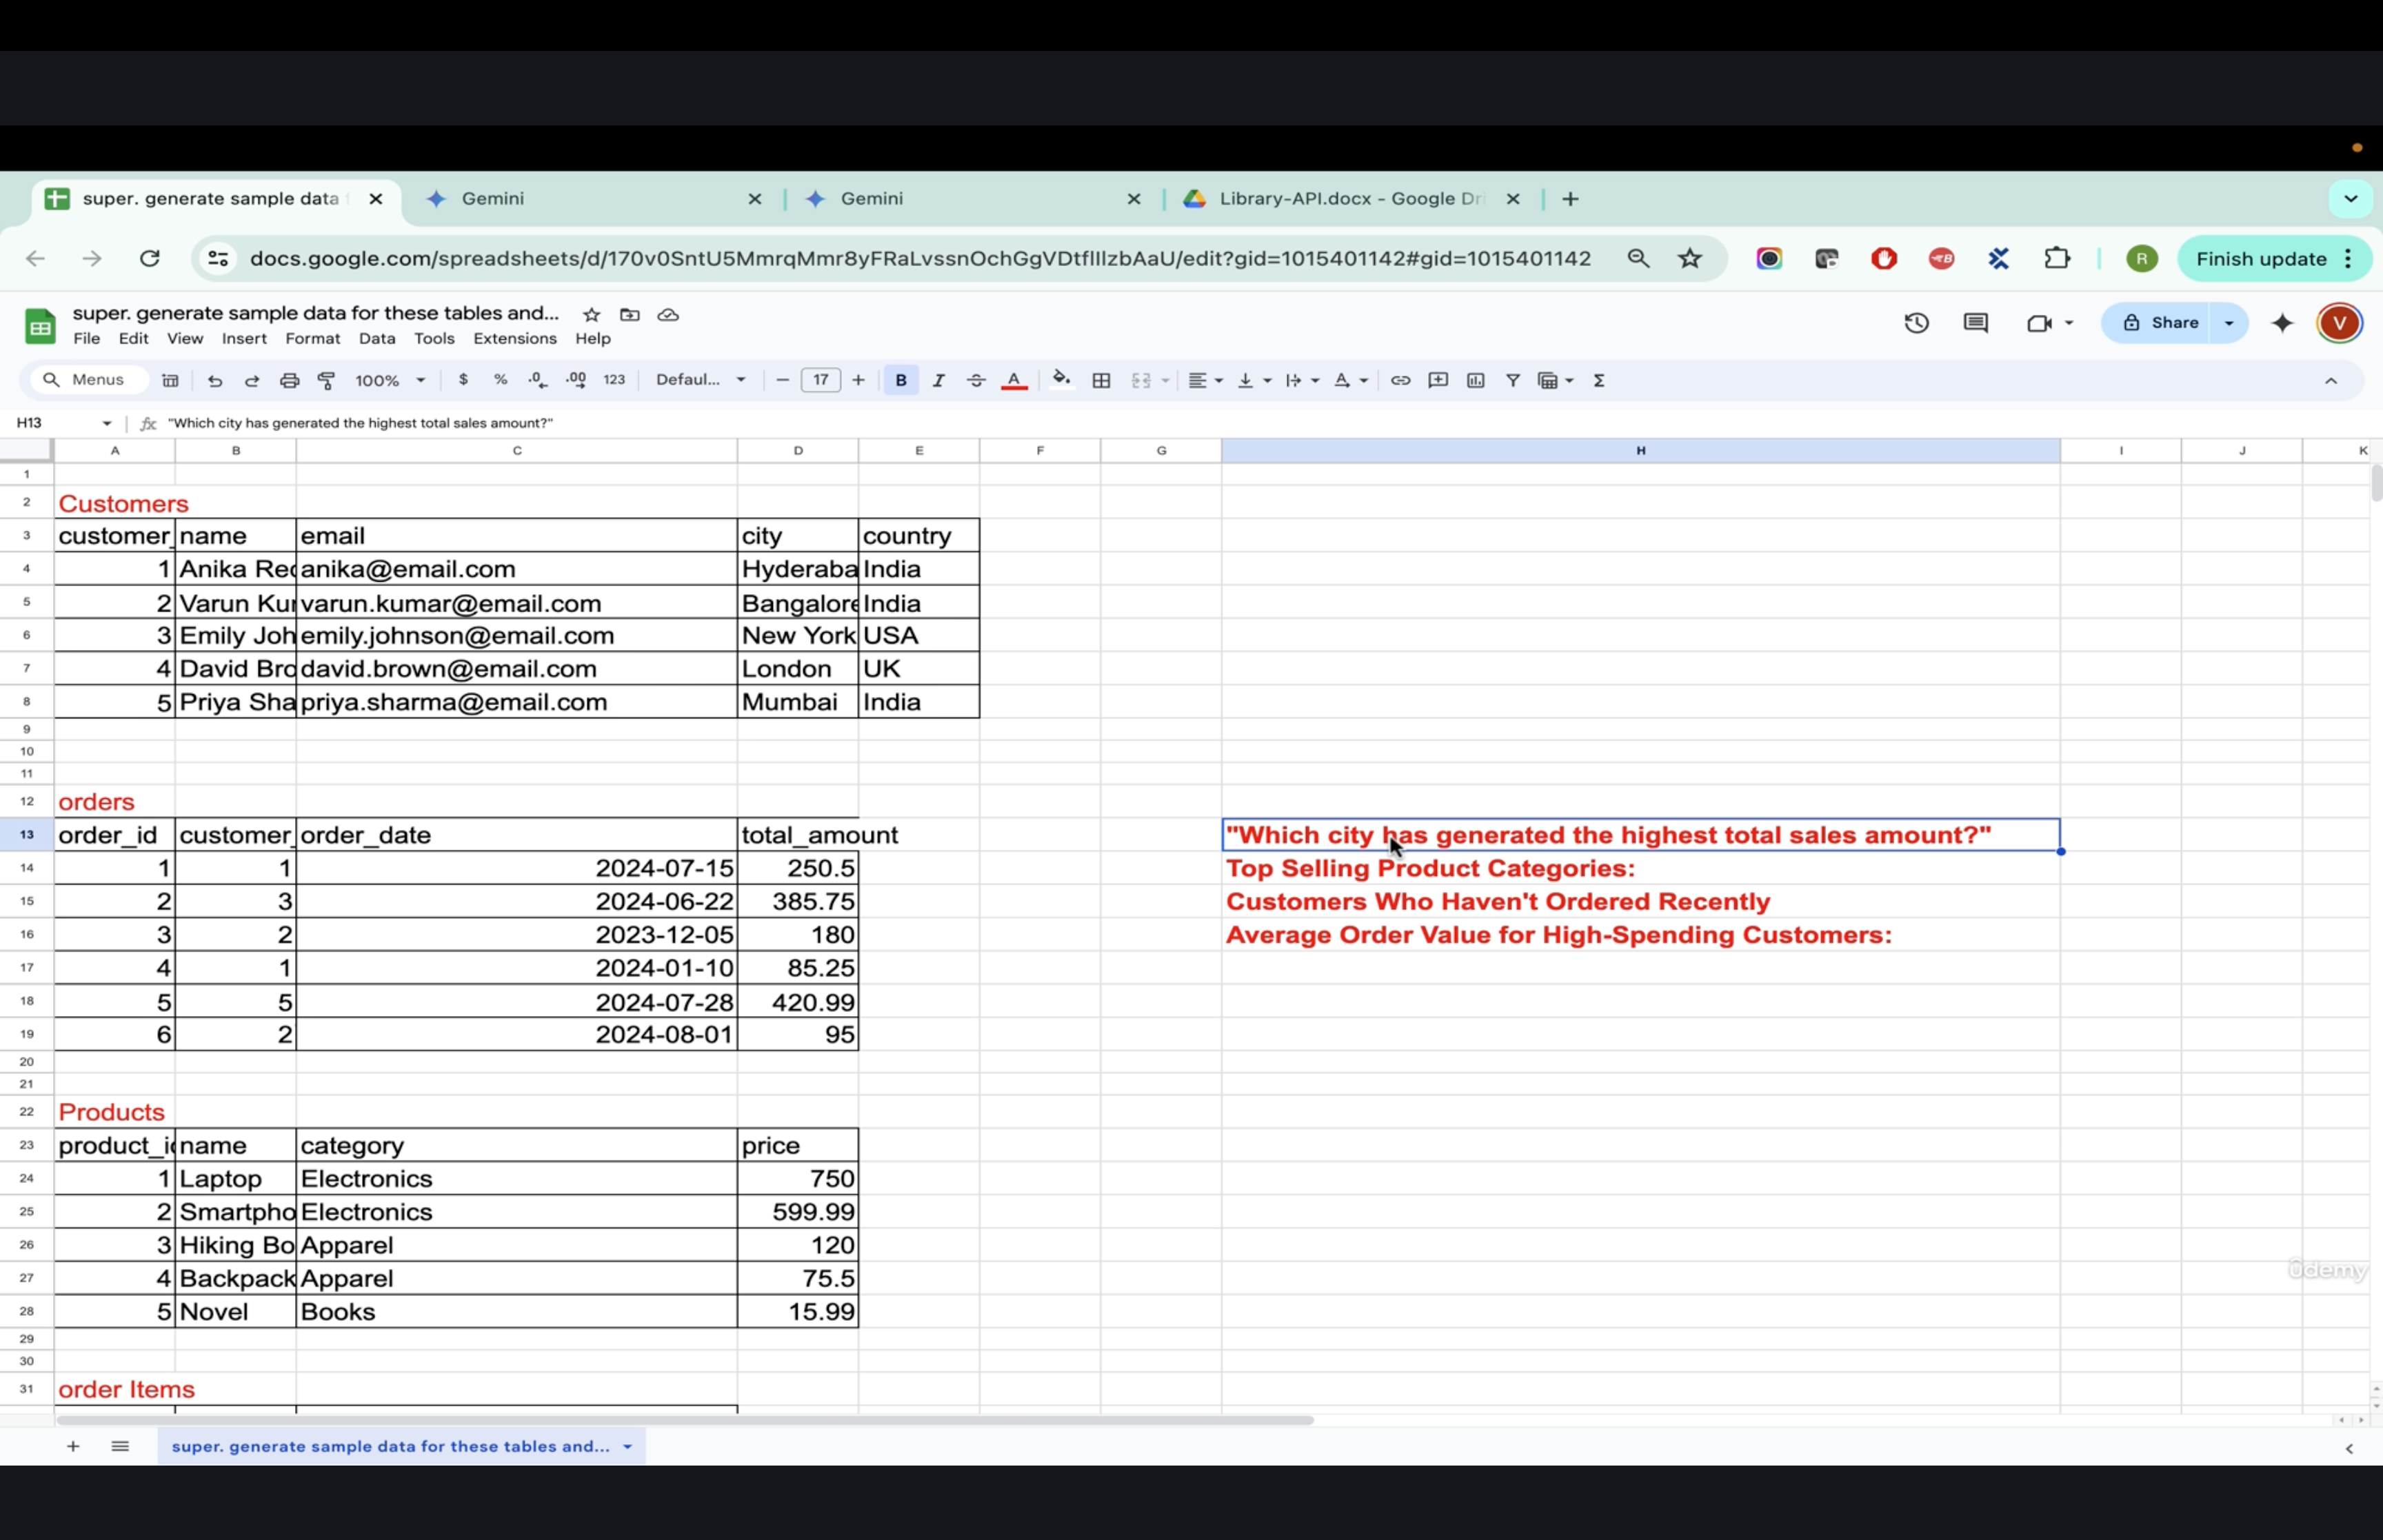 super. generate sample data f
Gemini
Gemini
Library-API.docx - Google Dri
docs.google.com/spreadsheets/d/170v0SntU5MmrqMmr8yFRaLvssnOchGgVDtflIIzbAaU/edit?gid=1015401142#gid=1015401142
R
Finish update
super. generate sample data for these tables and...
File Edit View Insert Format Data Tools Extensions Help
Share
V
Menus
100%
$ % .0 .00 123
Defaul...
17
B I A
H13
fx "Which city has generated the highest total sales amount?"
A B C D E F G H I J K
1
2 Customers
3 customer_ name email city country
4 1 Anika Rec anika@email.com Hyderaba India
5 2 Varun Kur varun.kumar@email.com Bangalore India
6 3 Emily Joh emily.johnson@email.com New York USA
7 4 David Bro david.brown@email.com London UK
8 5 Priya Sha priya.sharma@email.com Mumbai India
9
10
11
12 orders
13 order_id customer_ order_date total_amount "Which city has generated the highest total sales amount?"
14 1 1 2024-07-15 250.5 Top Selling Product Categories:
15 2 3 2024-06-22 385.75 Customers Who Haven't Ordered Recently
16 3 2 2023-12-05 180 Average Order Value for High-Spending Customers:
17 4 1 2024-01-10 85.25
18 5 5 2024-07-28 420.99
19 6 2 2024-08-01 95
20
21
22 Products
23 product_i name category price
24 1 Laptop Electronics 750
25 2 Smartpho Electronics 599.99
26 3 Hiking Bo Apparel 120
27 4 Backpack Apparel 75.5
28 5 Novel Books 15.99
29
30
31 order Items
super. generate sample data for these tables and...
ûdemy